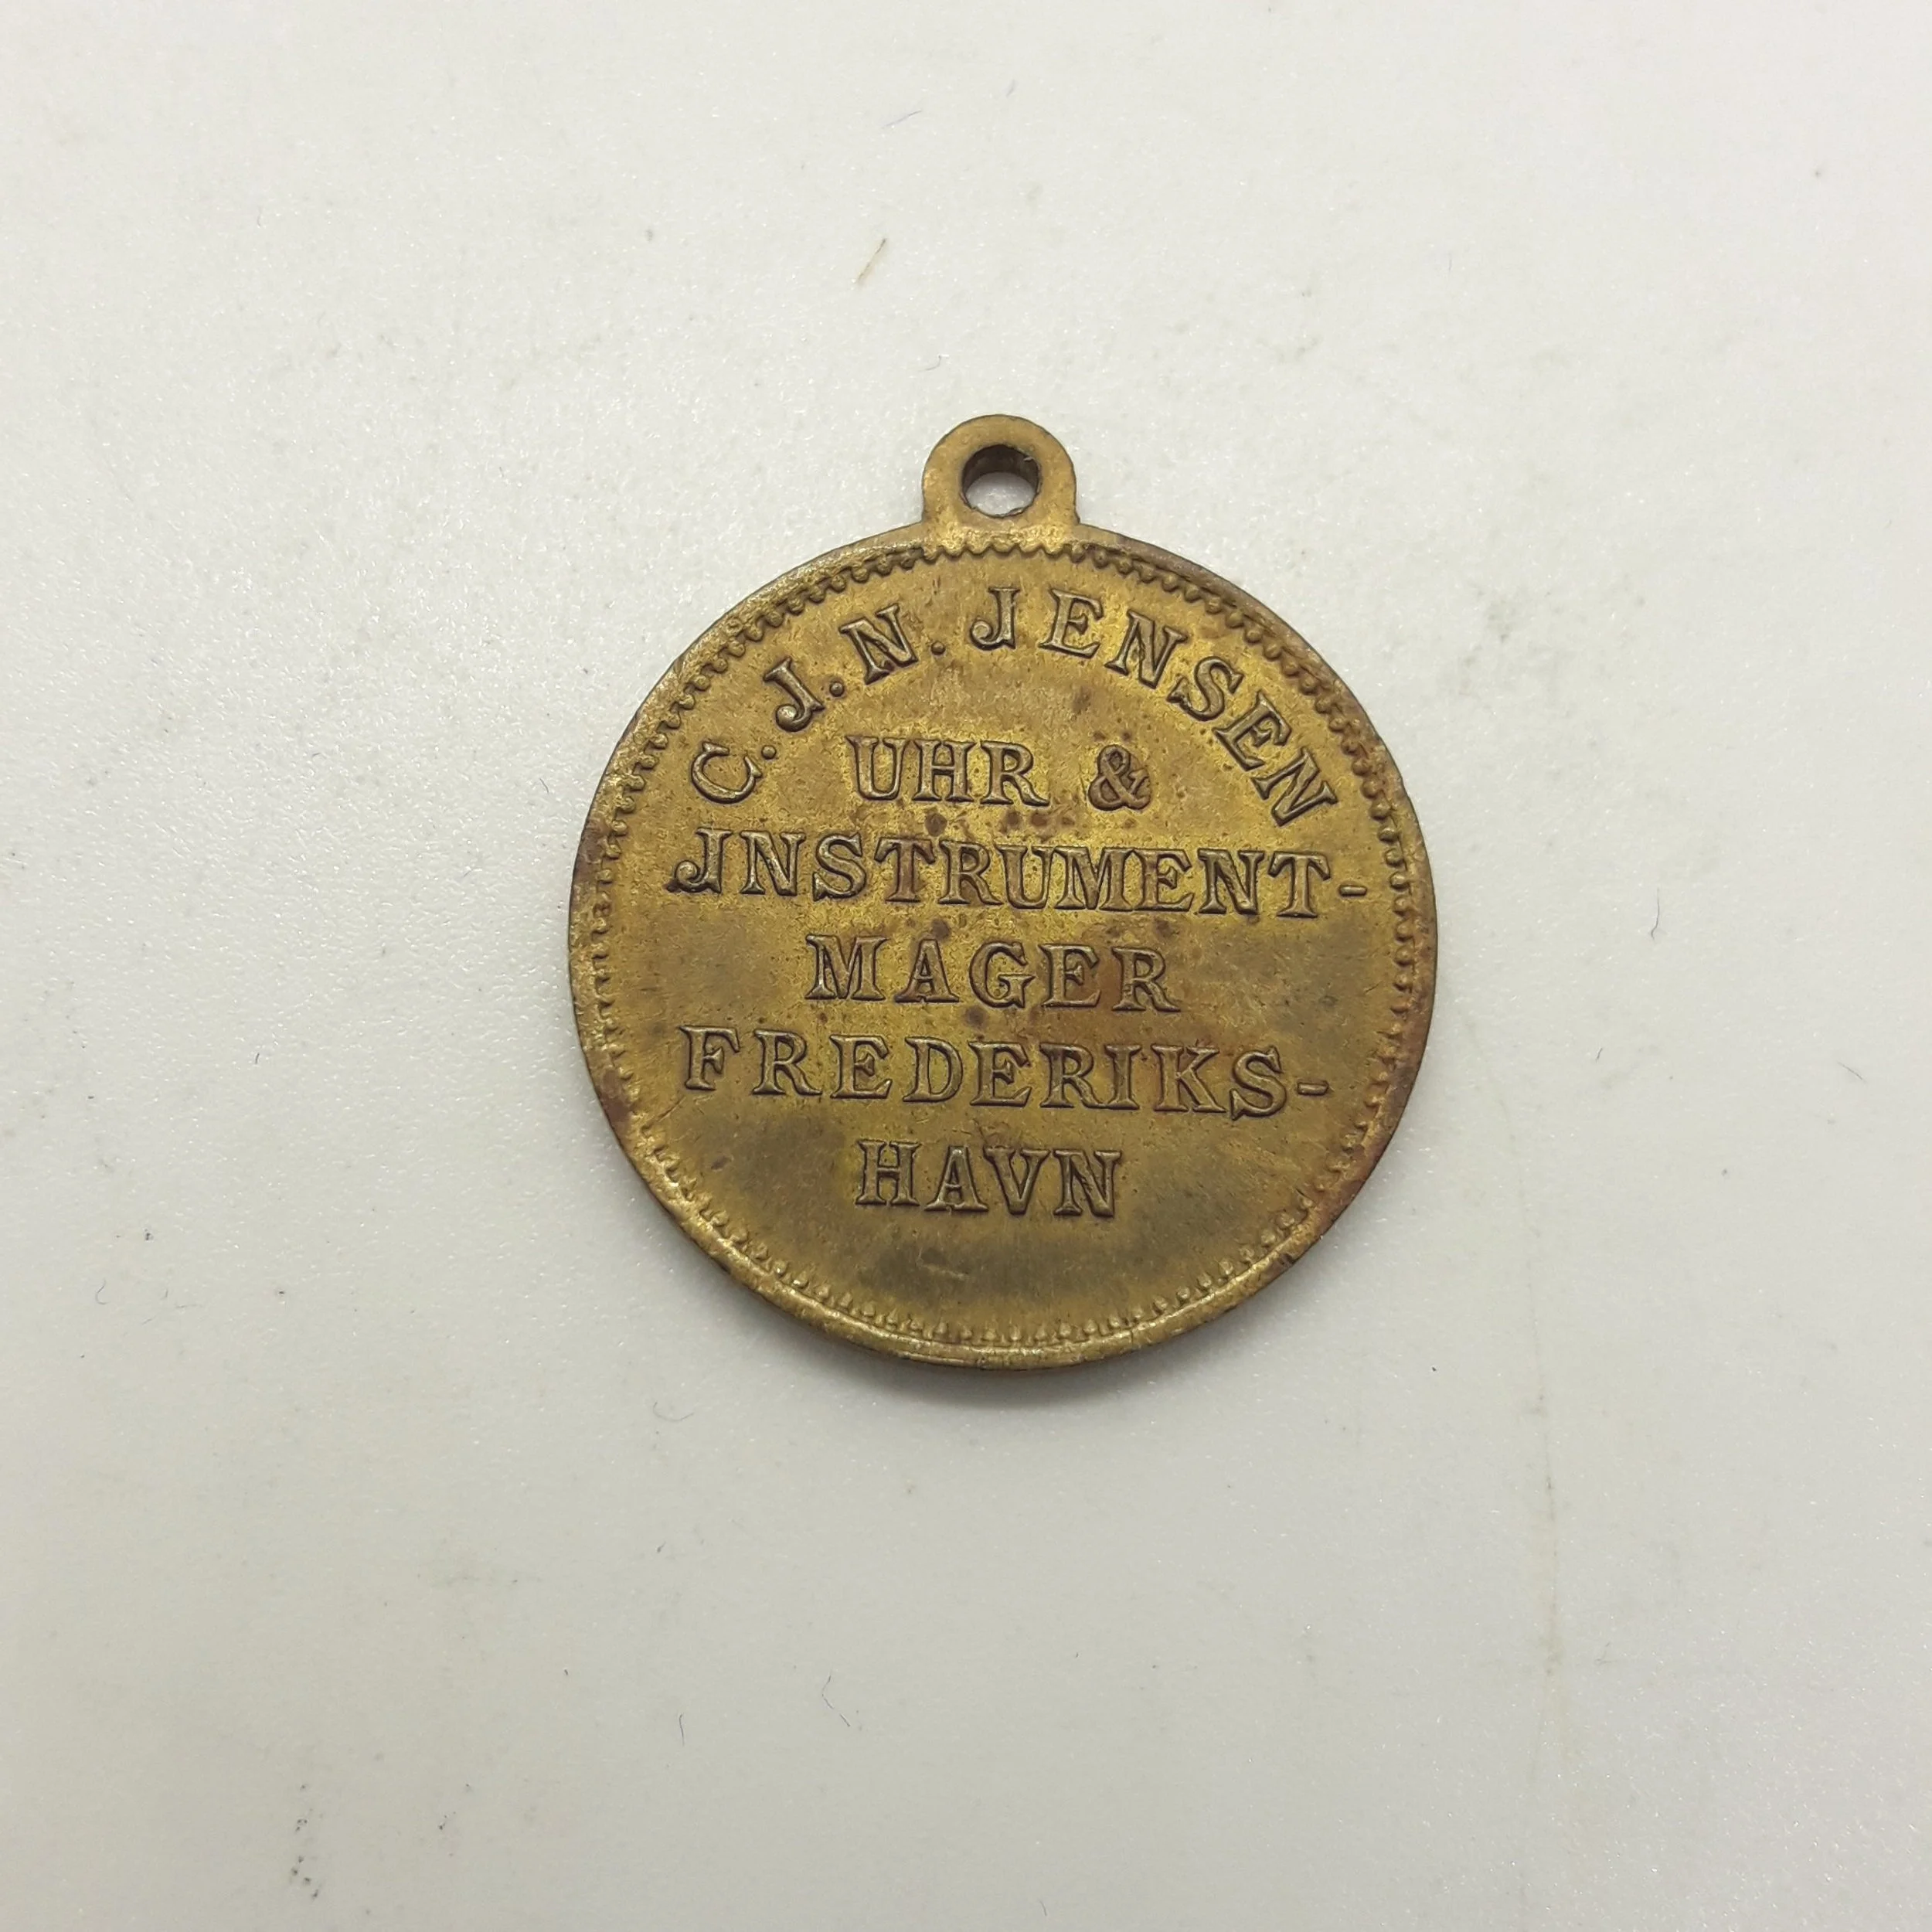 C. J. N. JENSEN
UHR &
JNSTRUMENT-
MAGER
FREDERIKS-
HAVN